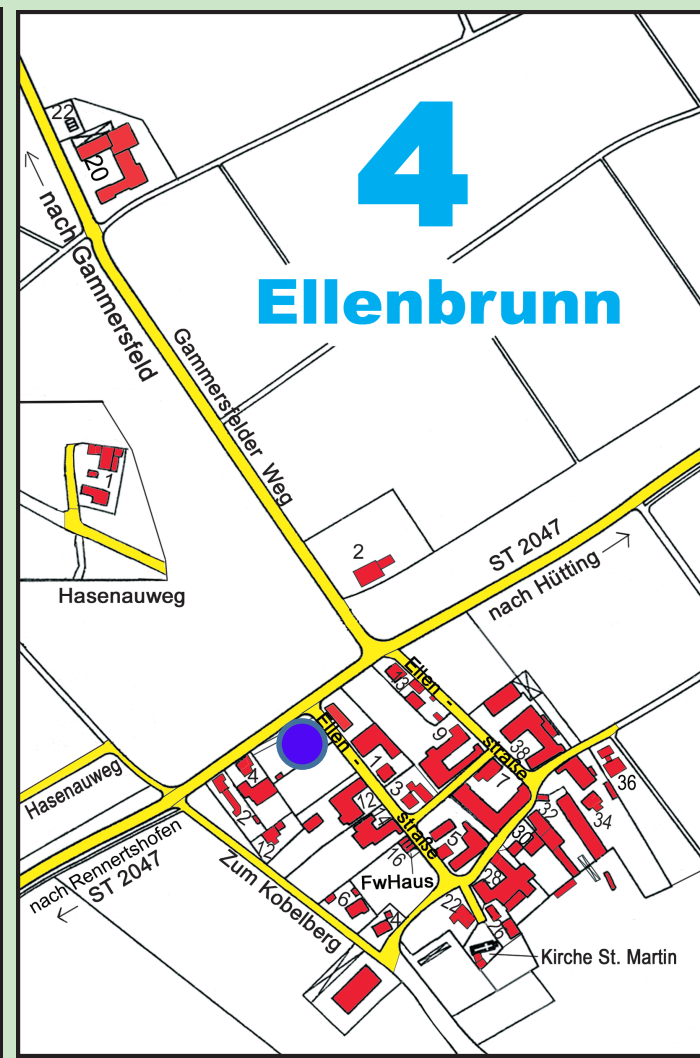 4
Ellenbrunn
22
20
nach Gammersfeld
Gammersfelder Weg
1
Hasenauweg
2
ST 2047
nach Hütting
Ellen -
straße
13
9
38
7
36
Ellen -
straße
1
3
4
2
12
12
14
16
5
FwHaus
30
32
34
28
22
26
6
Hasenauweg
nach Rennertshofen
ST 2047
Zum Kobelberg
Kirche St. Martin